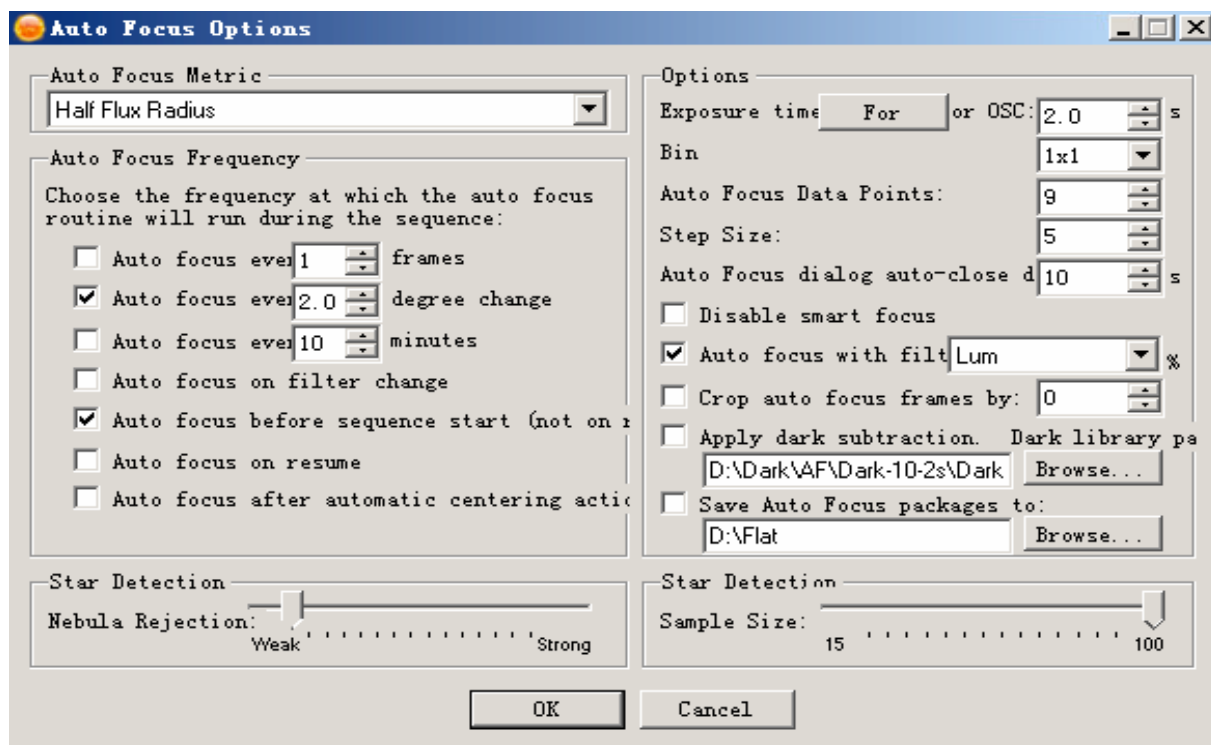 Auto Focus Options
Auto Focus Metric
Half Flux Radius
Auto Focus Frequency
Choose the frequency at which the auto focus
routine will run during the sequence:
Auto focus ever 1 frames
Auto focus ever 2.0 degree change
Auto focus ever 10 minutes
Auto focus on filter change
Auto focus before sequence start (not on r
Auto focus on resume
Auto focus after automatic centering actio
Options
Exposure time For or OSC: 2.0 s
Bin 1x1
Auto Focus Data Points: 9
Step Size: 5
Auto Focus dialog auto-close d 10 s
Disable smart focus
Auto focus with filt Lum %
Crop auto focus frames by: 0
Apply dark subtraction. Dark library pa
D:\Dark\AF\Dark-10-2s\Dark Browse...
Save Auto Focus packages to:
D:\Flat Browse...
Star Detection
Nebula Rejection:
Weak Strong
Star Detection
Sample Size:
15 100
OK Cancel